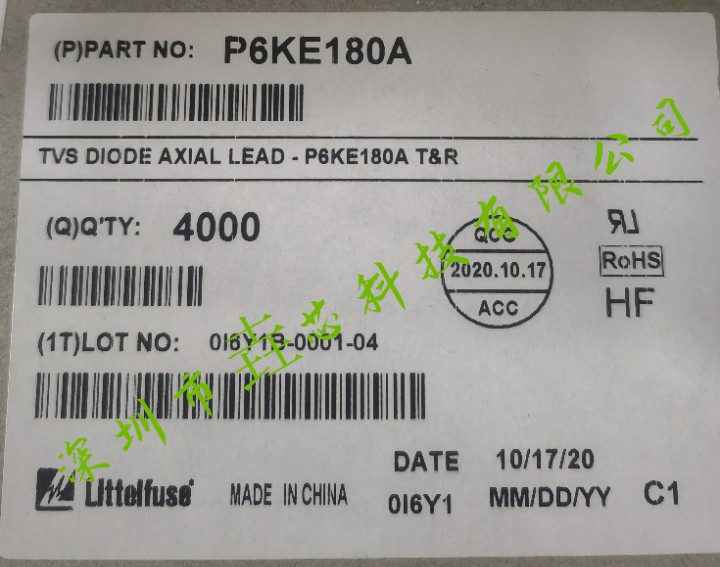 (P)PART NO: P6KE180A
TVS DIODE AXIAL LEAD - P6KE180A T&R
(Q)Q'TY: 4000
QCC
2020.10.17
ACC
RoHS
HF
(1T)LOT NO: 0I6Y1B-0001-04
深圳市垚芯科技有限公司
Littelfuse
MADE IN CHINA
DATE 10/17/20
0I6Y1 MM/DD/YY C1